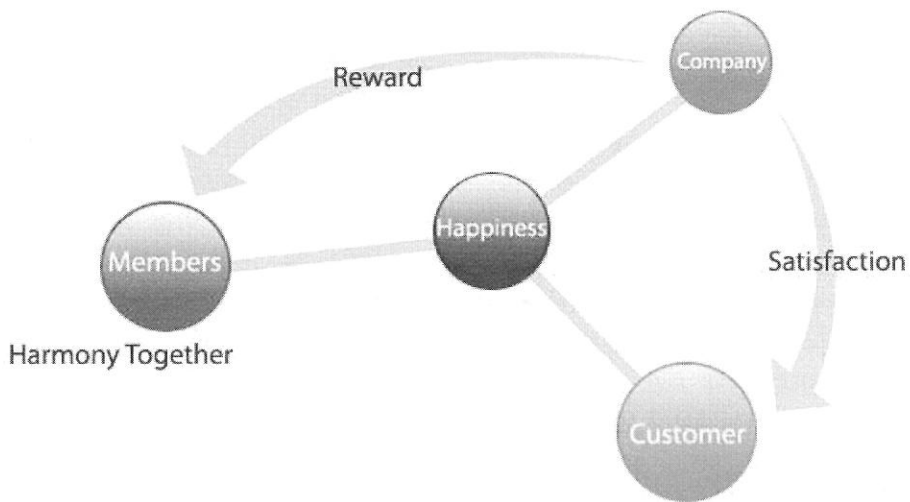 Company
Reward
Happiness
Members
Satisfaction
Harmony Together
Customer